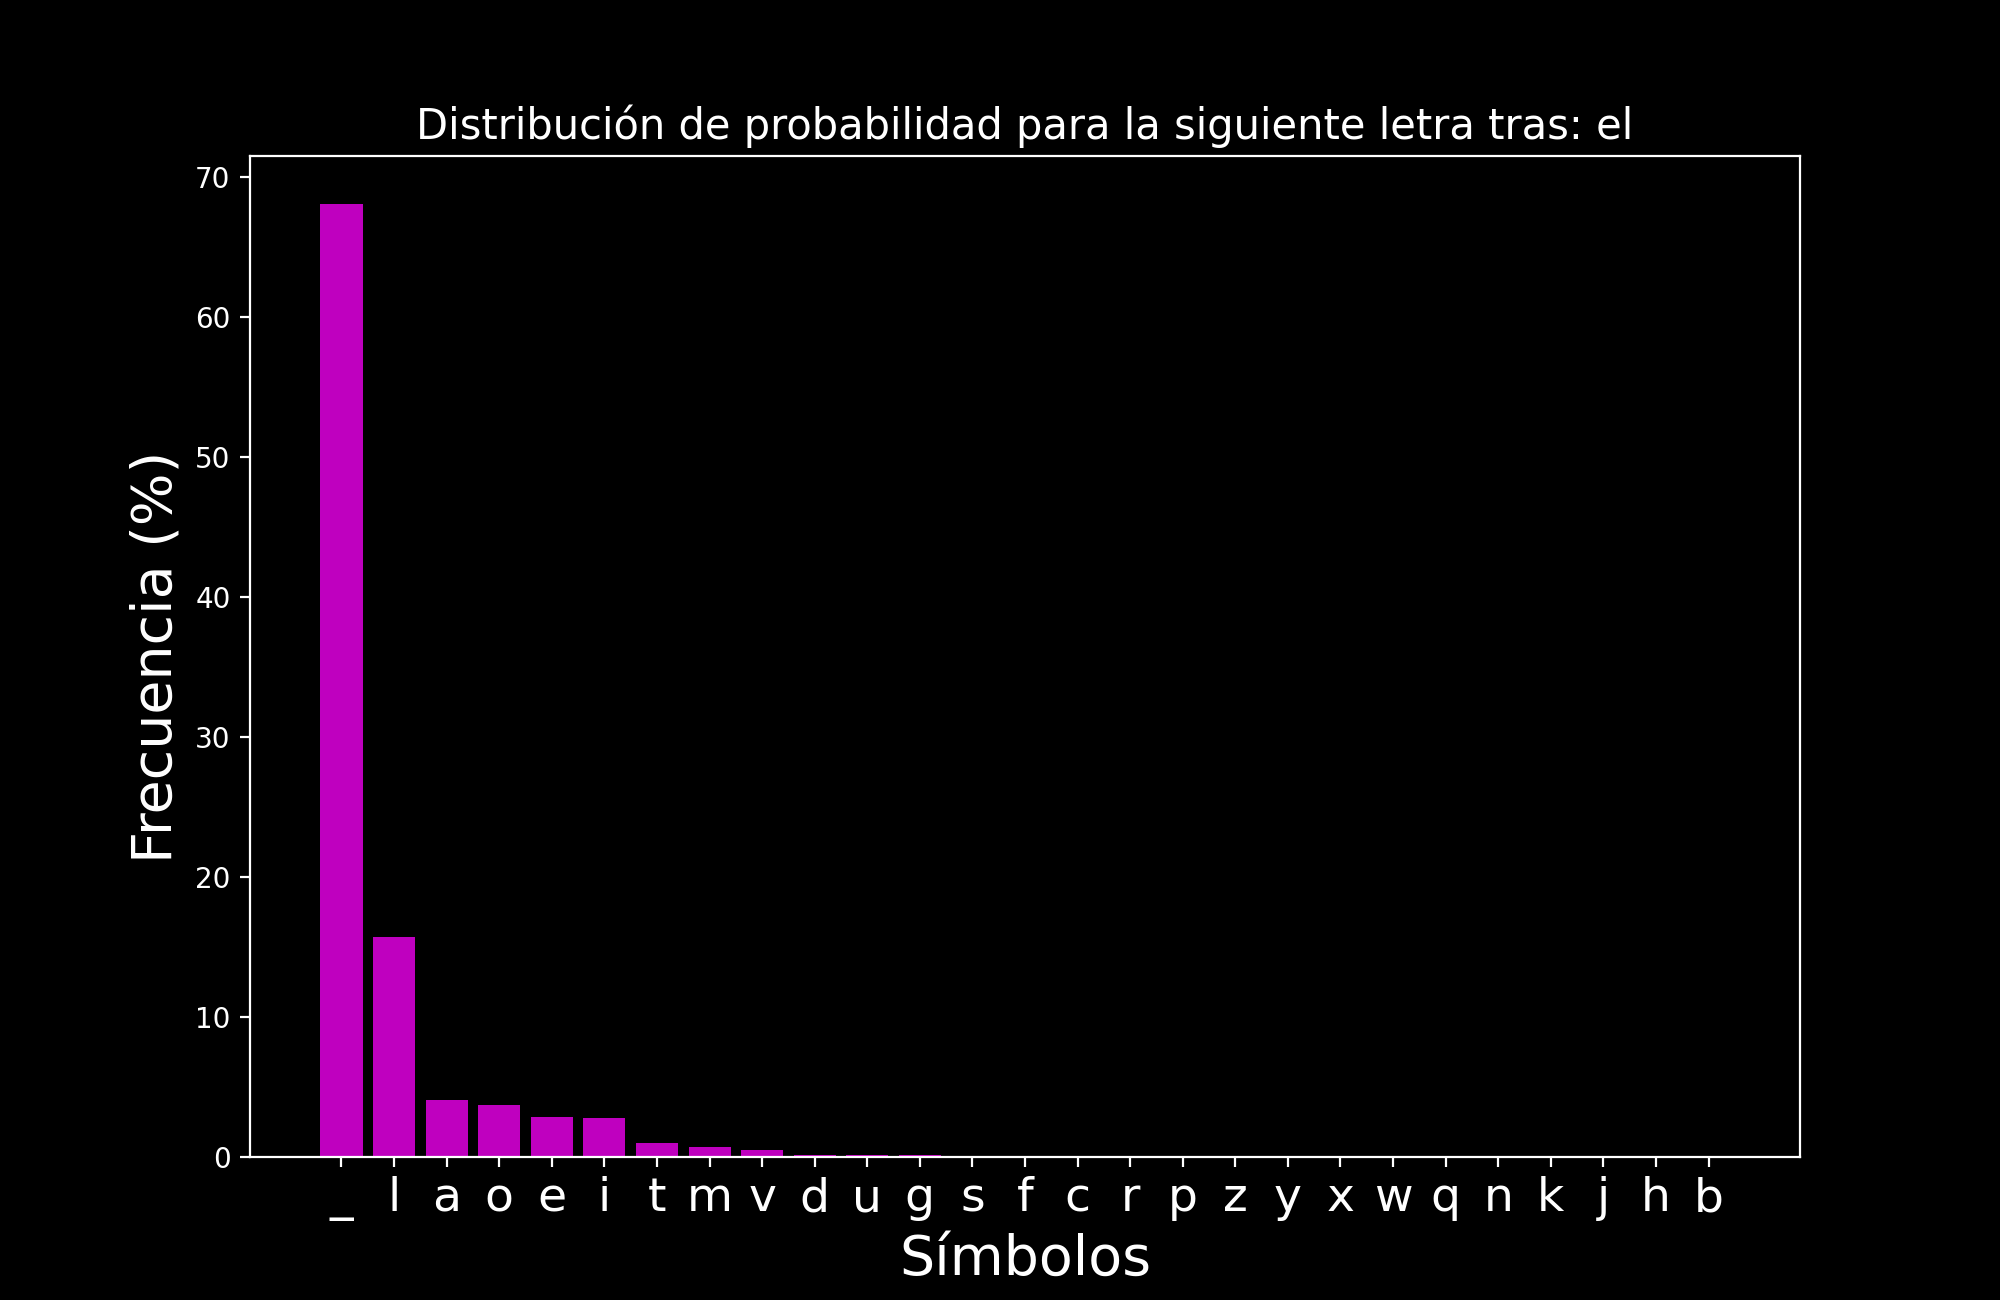 Distribución de probabilidad para la siguiente letra tras: el
70
60
50
40
30
20
10
0
Frecuencia (%)
_ l a o e i t m v d u g s f c r p z y x w q n k j h b
Símbolos